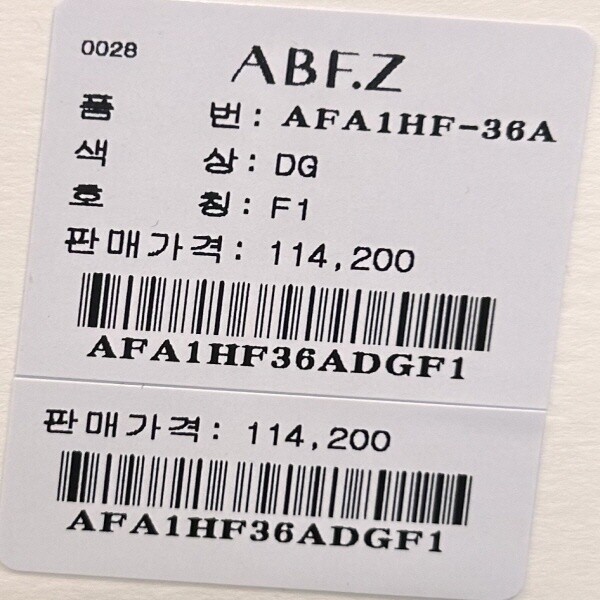 0028
ABF.Z
품 번: AFA1HF-36A
색 상: DG
호 칭: F1
판매가격: 114,200
AFA1HF36ADGF1
판매가격: 114,200
AFA1HF36ADGF1